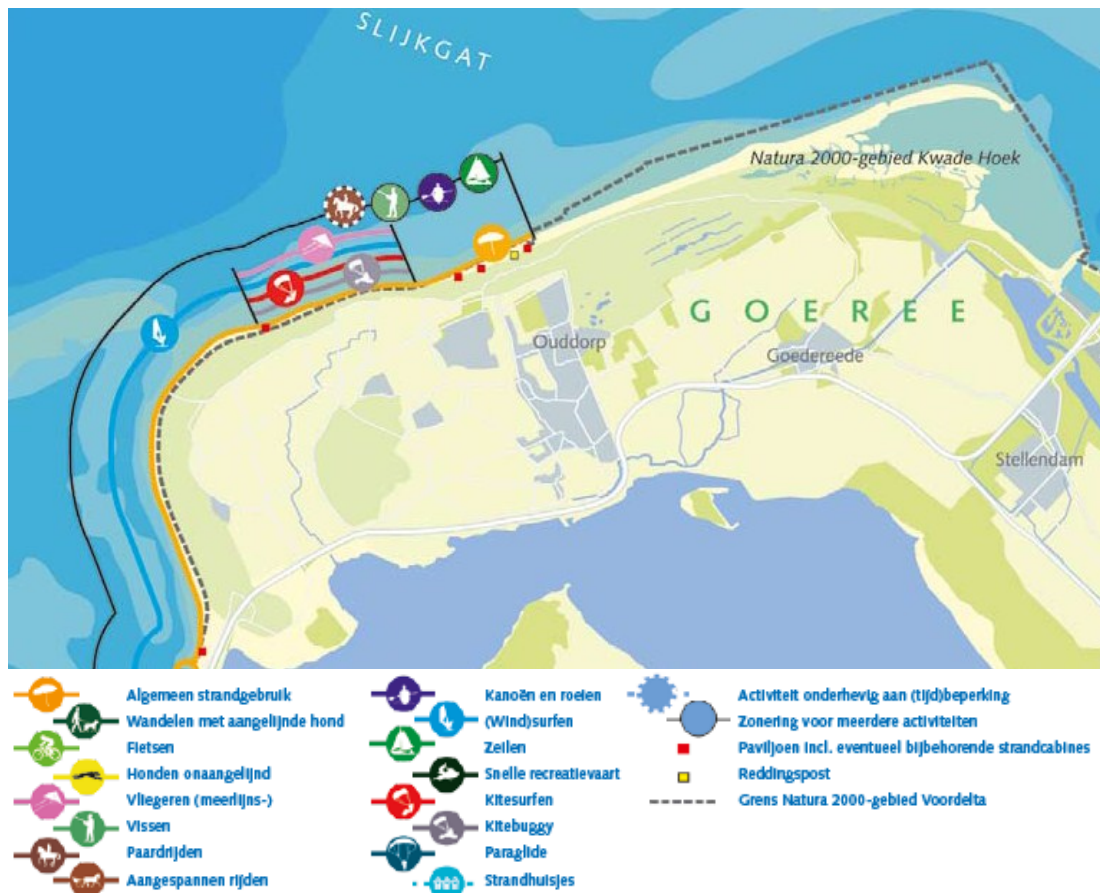 SLIJKGAT
Natura 2000-gebied Kwade Hoek
GOEREE
Ouddorp
Goedereede
Stellendam
Algemeen strandgebruik
Wandelen met aangelijnde hond
Fietsen
Honden onaangelijnd
Vliegeren (meerlijns-)
Vissen
Paardrijden
Aangespannen rijden
Kanoën en roeien
(Wind)surfen
Zeilen
Snelle recreatievaart
Kitesurfen
Kitebuggy
Paraglide
Strandhuisjes
Activiteit onderhevig aan (tijd)beperking
Zonering voor meerdere activiteiten
Paviljoen incl. eventueel bijbehorende strandcabines
Reddingspost
Grens Natura 2000-gebied Voordelta